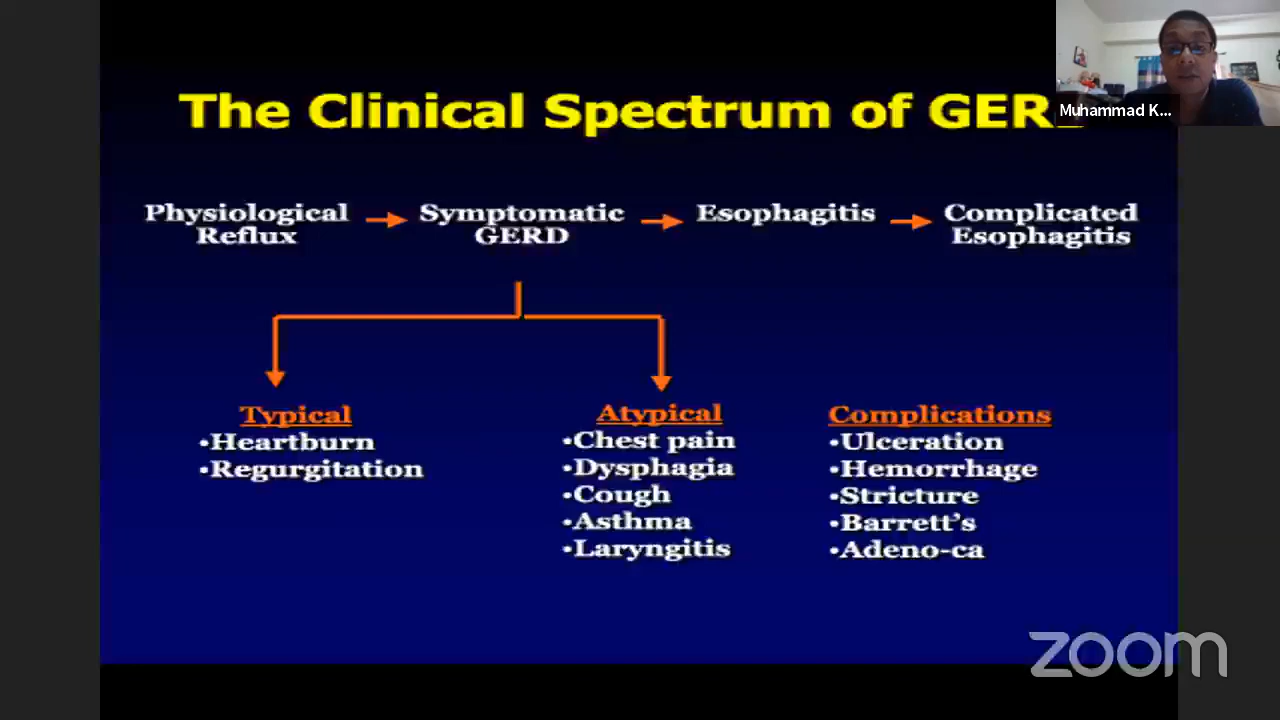 The Clinical Spectrum of GER
Muhammad K...
Physiological Reflux
Symptomatic GERD
Esophagitis
Complicated Esophagitis
Typical
•Heartburn
•Regurgitation
Atypical
•Chest pain
•Dysphagia
•Cough
•Asthma
•Laryngitis
Complications
•Ulceration
•Hemorrhage
•Stricture
•Barrett's
•Adeno-ca
zoom